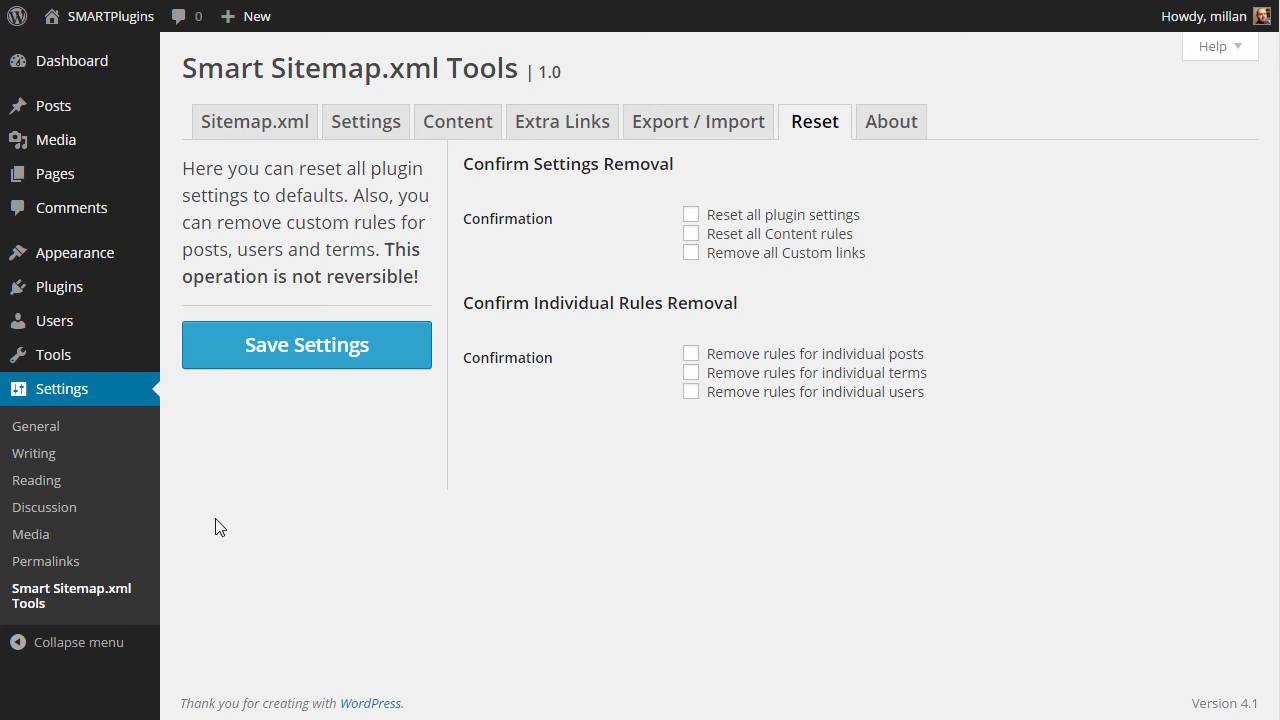 SMARTPlugins 0 New Howdy, millan
Help
Dashboard
Posts
Media
Pages
Comments
Appearance
Plugins
Users
Tools
Settings
General
Writing
Reading
Discussion
Media
Permalinks
Smart Sitemap.xml
Tools
Collapse menu
Smart Sitemap.xml Tools | 1.0
Sitemap.xml Settings Content Extra Links Export / Import Reset About
Here you can reset all plugin
settings to defaults. Also, you
can remove custom rules for
posts, users and terms. This
operation is not reversible!
Save Settings
Confirm Settings Removal
Confirmation
Reset all plugin settings
Reset all Content rules
Remove all Custom links
Confirm Individual Rules Removal
Confirmation
Remove rules for individual posts
Remove rules for individual terms
Remove rules for individual users
Thank you for creating with WordPress.
Version 4.1